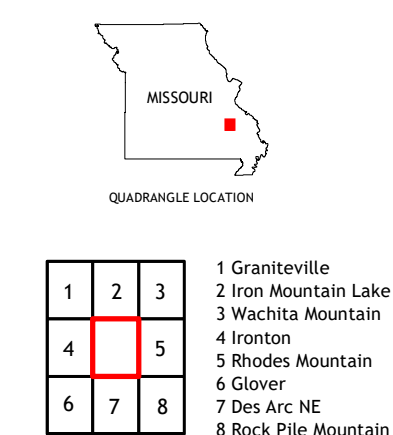 MISSOURI
QUADRANGLE LOCATION
1 2 3
4 5
6 7 8
1 Graniteville
2 Iron Mountain Lake
3 Wachita Mountain
4 Ironton
5 Rhodes Mountain
6 Glover
7 Des Arc NE
8 Rock Pile Mountain